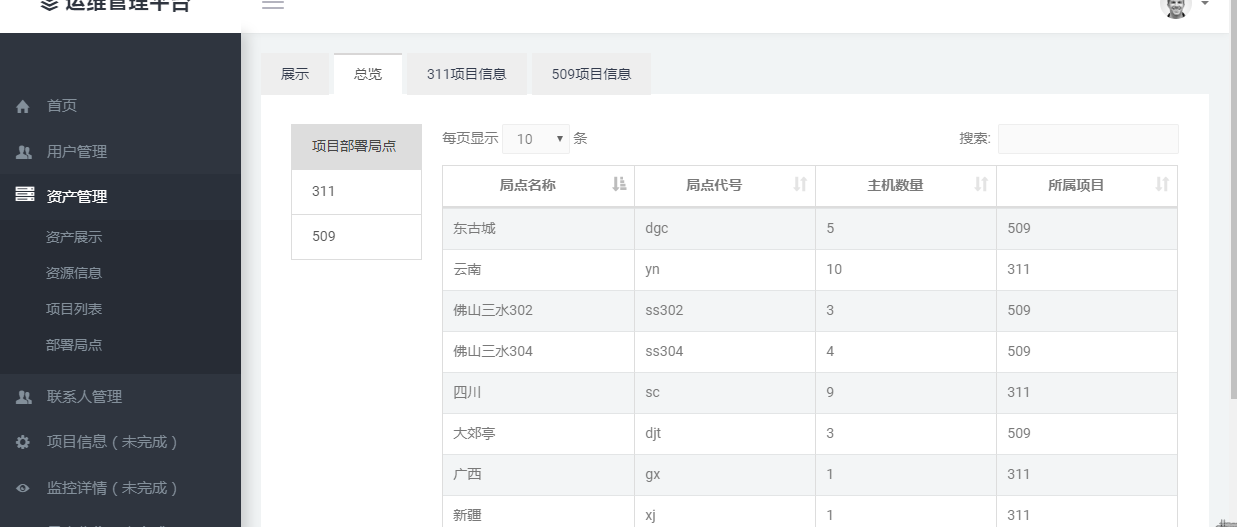 运维管理平台
首页
用户管理
资产管理
资产展示
资源信息
项目列表
部署局点
联系人管理
项目信息（未完成）
监控详情（未完成）
展示 总览 311项目信息 509项目信息
项目部署局点
311
509
每页显示 10 条 搜索:
局点名称 局点代号 主机数量 所属项目
东古城 dgc 5 509
云南 yn 10 311
佛山三水302 ss302 3 509
佛山三水304 ss304 4 509
四川 sc 9 311
大郊亭 djt 3 509
广西 gx 1 311
新疆 xj 1 311